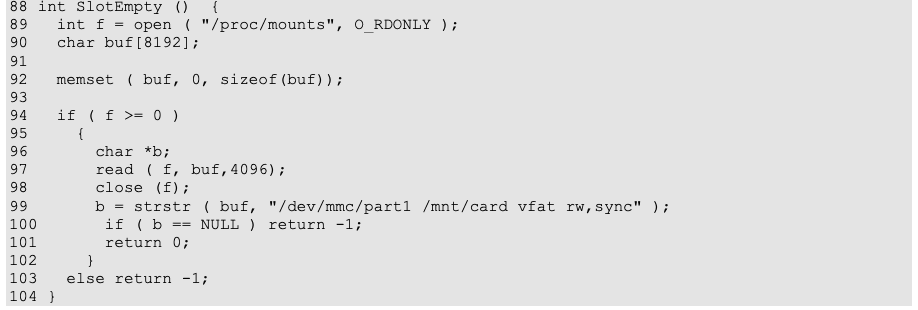 88 int SlotEmpty ()  {
89   int f = open ( "/proc/mounts", O_RDONLY );
90   char buf[8192];
91
92   memset ( buf, 0, sizeof(buf));
93
94   if ( f >= 0 )
95     {
96       char *b;
97       read ( f, buf,4096);
98       close (f);
99       b = strstr ( buf, "/dev/mmc/part1 /mnt/card vfat rw,sync" );
100       if ( b == NULL ) return -1;
101       return 0;
102     }
103   else return -1;
104 }